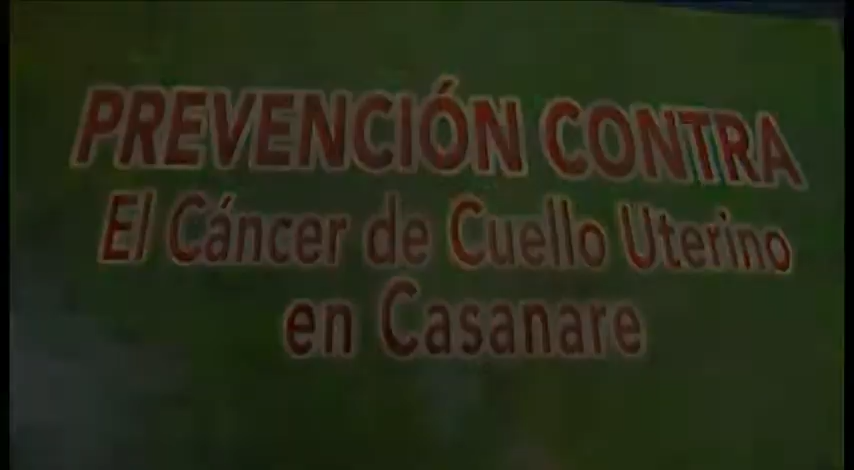 PREVENCIÓN CONTRA
El Cáncer de Cuello Uterino
en Casanare